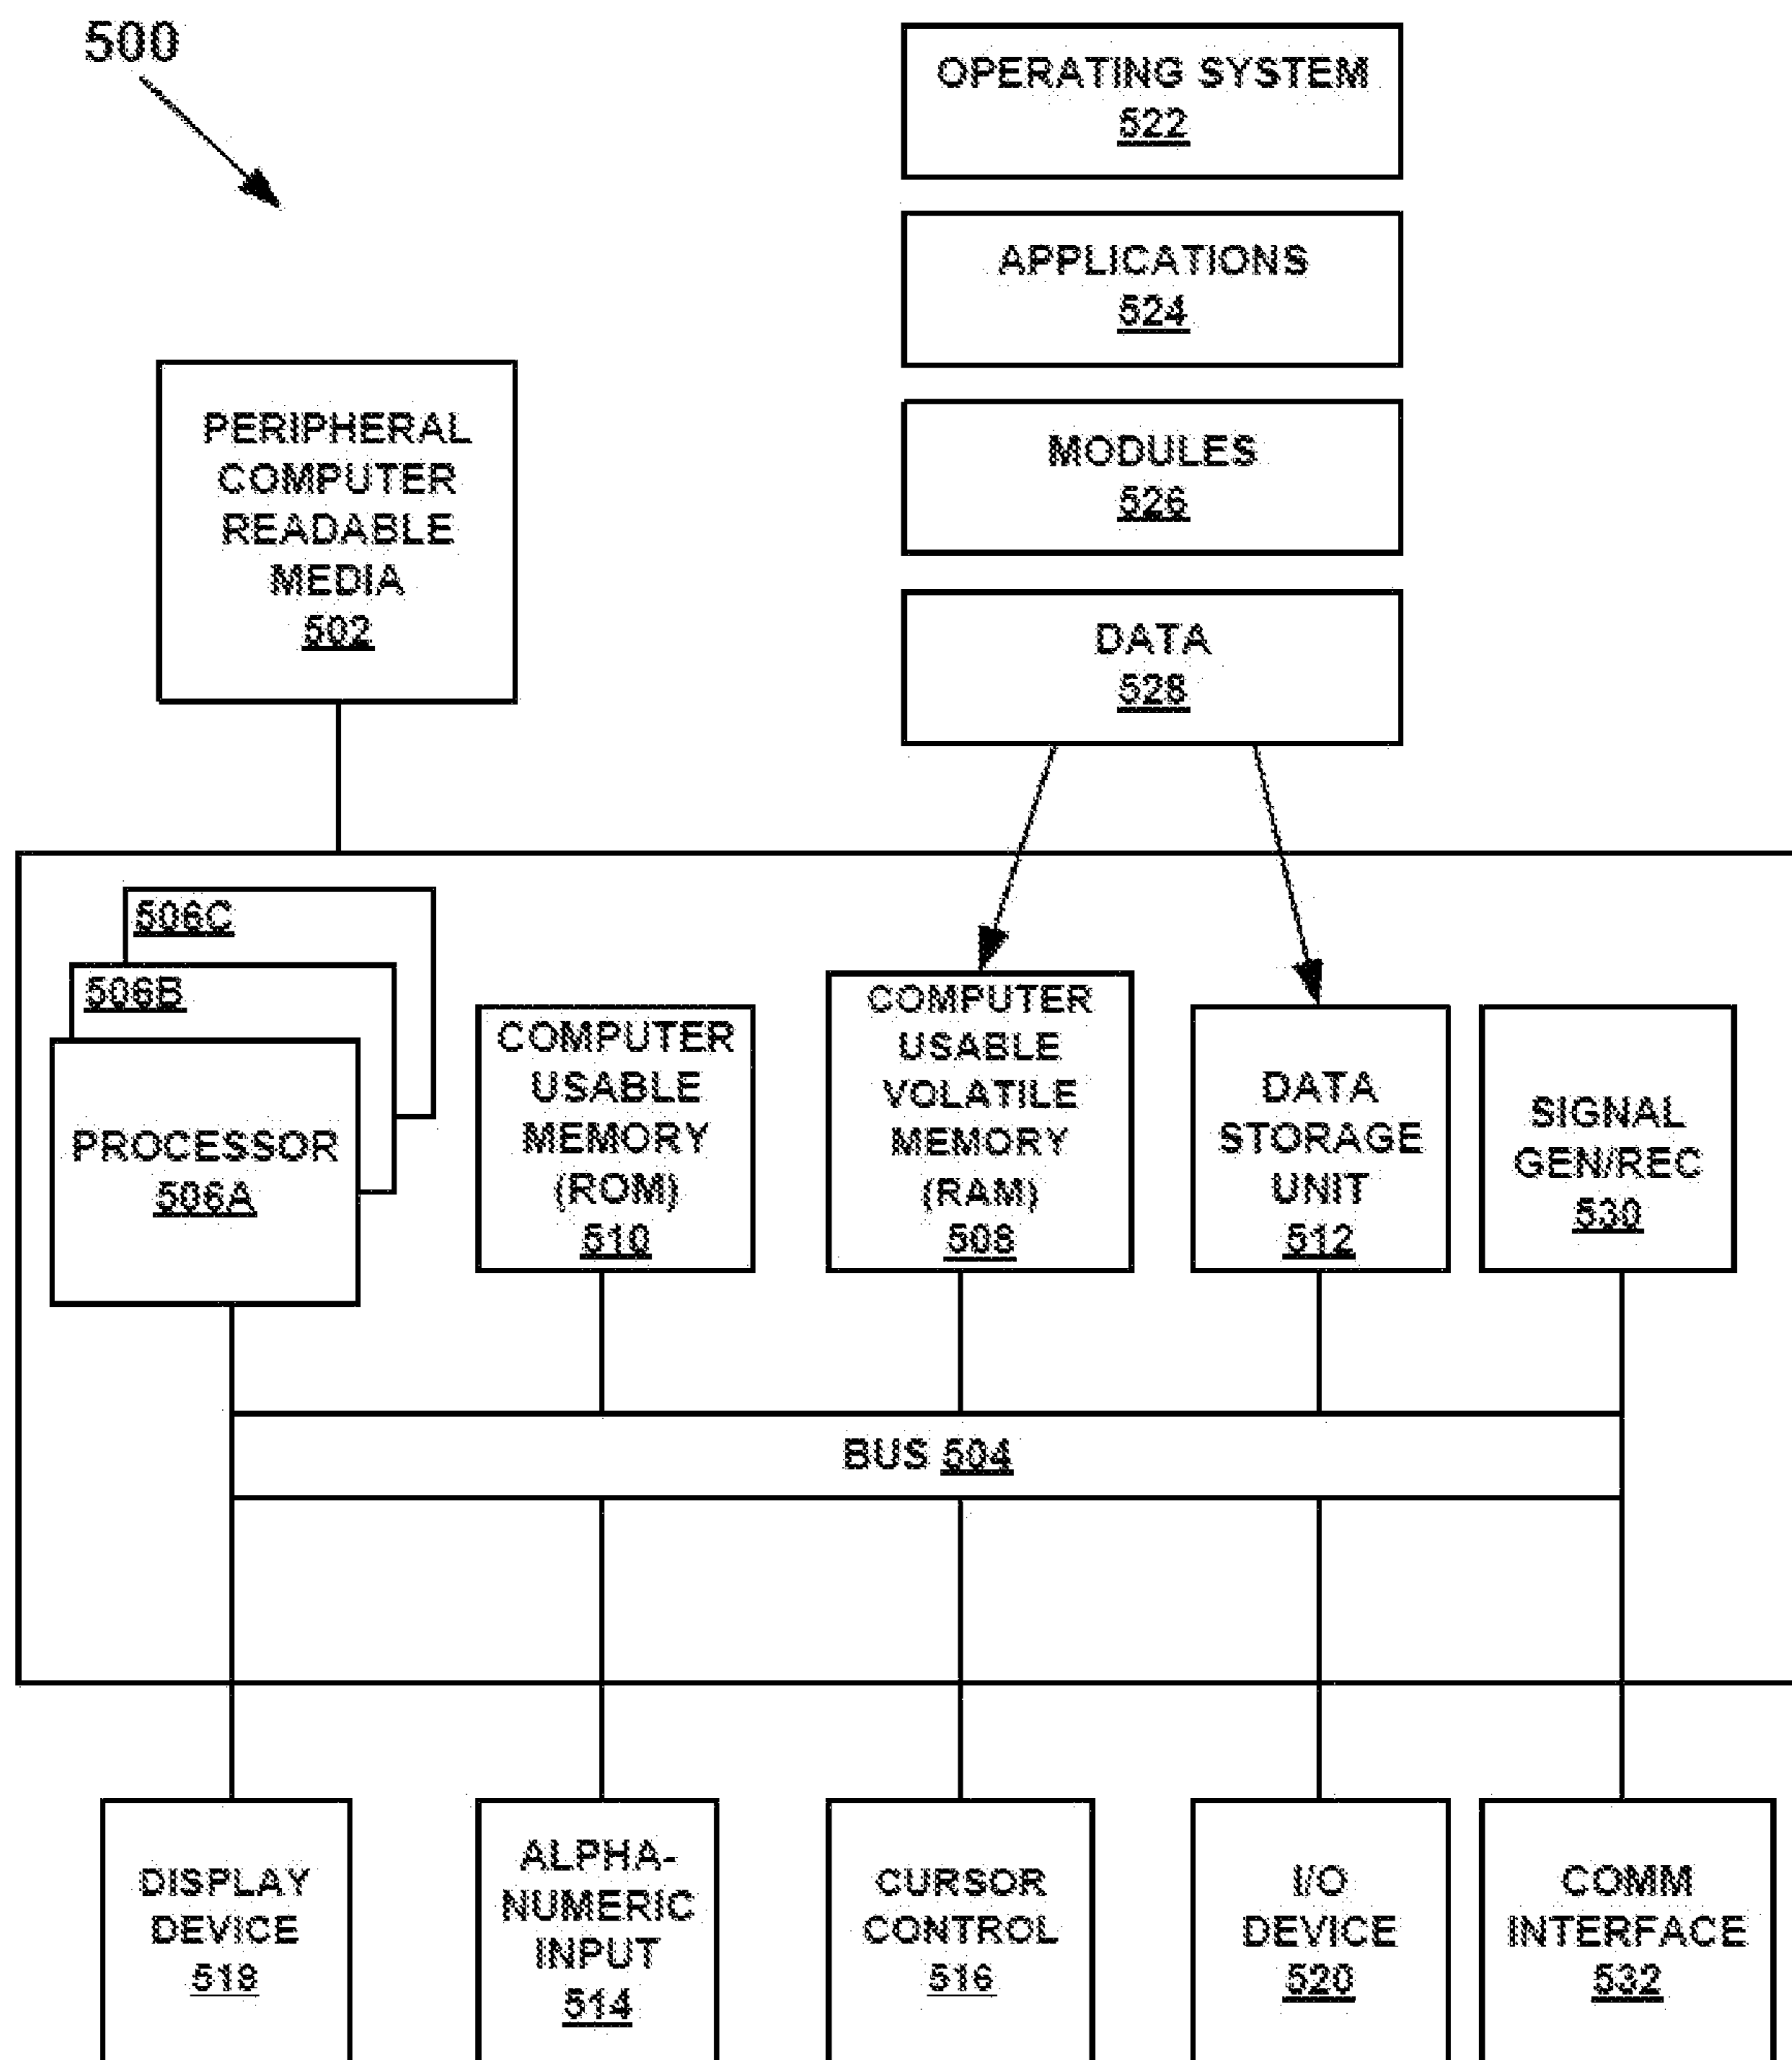 500
OPERATING SYSTEM
522
APPLICATIONS
524
MODULES
526
DATA
528
PERIPHERAL
COMPUTER
READABLE
MEDIA
502
506C
506B
PROCESSOR
506A
COMPUTER
USABLE
MEMORY
(ROM)
510
COMPUTER
USABLE
VOLATILE
MEMORY
(RAM)
508
DATA
STORAGE
UNIT
512
SIGNAL
GEN/REC
530
BUS 504
DISPLAY
DEVICE
518
ALPHA-
NUMERIC
INPUT
514
CURSOR
CONTROL
516
I/O
DEVICE
520
COMM
INTERFACE
532